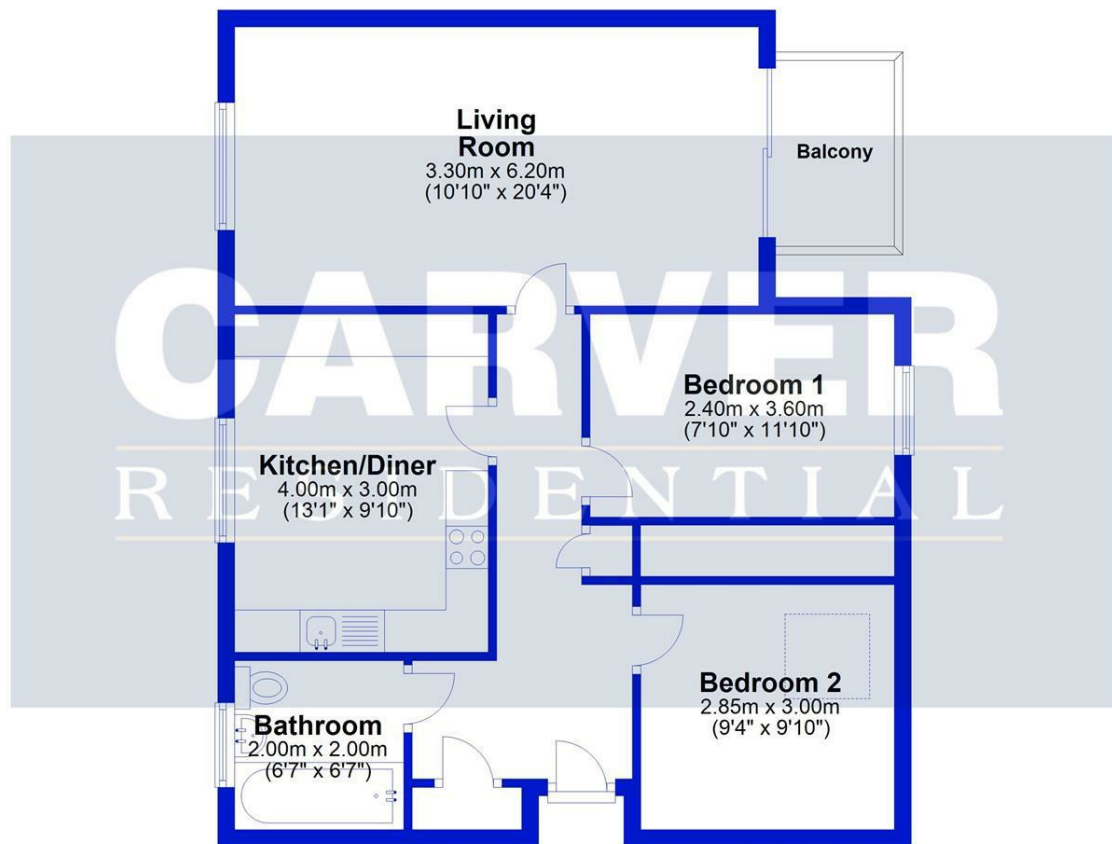 Living
Room
3.30m x 6.20m
(10'10" x 20'4")
Balcony
CARVER
RESIDENTIAL
Bedroom 1
2.40m x 3.60m
(7'10" x 11'10")
Kitchen/Diner
4.00m x 3.00m
(13'1" x 9'10")
Bedroom 2
2.85m x 3.00m
(9'4" x 9'10")
Bathroom
2.00m x 2.00m
(6'7" x 6'7")